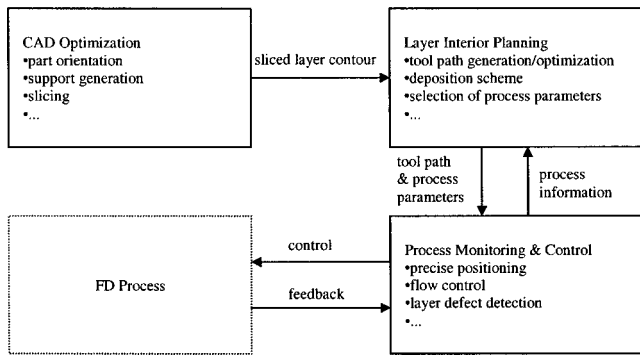 CAD Optimization
•part orientation
•support generation
•slicing
•...
sliced layer contour
Layer Interior Planning
•tool path generation/optimization
•deposition scheme
•selection of process parameters
•...
tool path
& process
parameters
process
information
FD Process
control
feedback
Process Monitoring & Control
•precise positioning
•flow control
•layer defect detection
•...